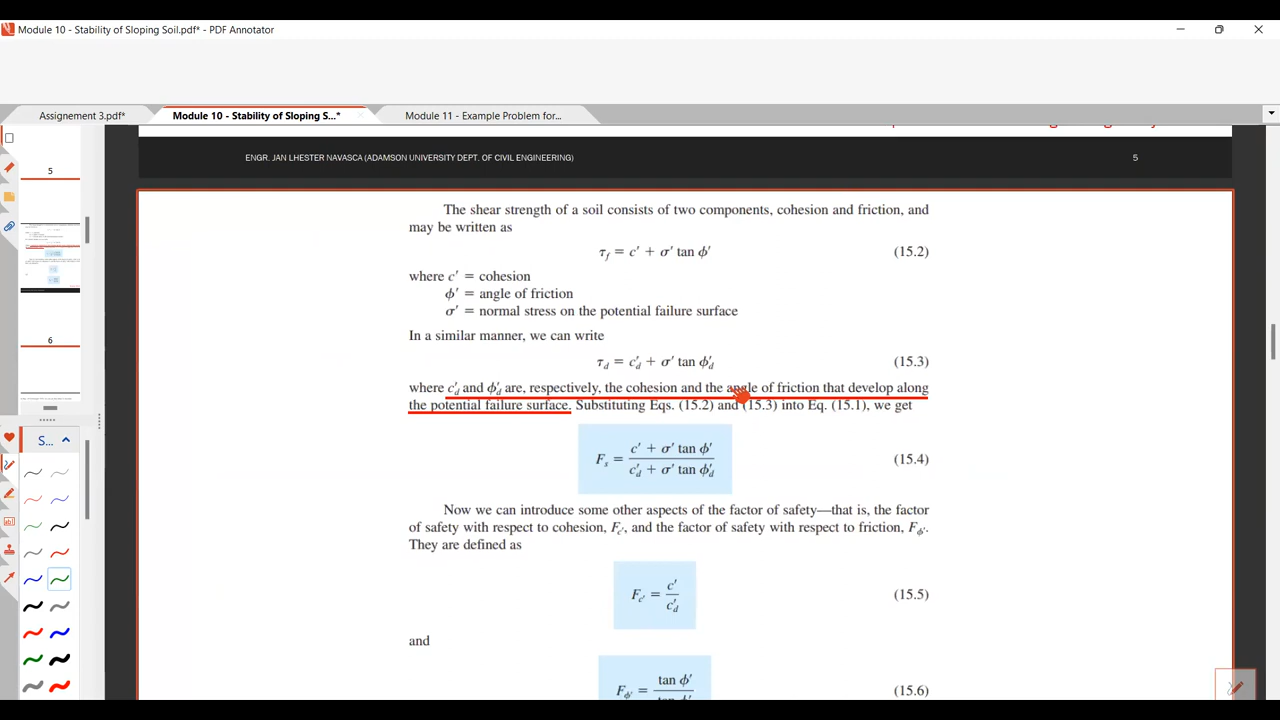 Module 10 - Stability of Sloping Soil.pdf* - PDF Annotator
Assignement 3.pdf*
Module 10 - Stability of Sloping S...*
Module 11 - Example Problem for...
ENGR. JAN LHESTER NAVASCA (ADAMSON UNIVERSITY DEPT. OF CIVIL ENGINEERING)
5
5
The shear strength of a soil consists of two components, cohesion and friction, and
may be written as
τf = c′ + σ′ tan ϕ′ (15.2)
where c′ = cohesion
ϕ′ = angle of friction
σ′ = normal stress on the potential failure surface
In a similar manner, we can write
τd = c′d + σ′ tan ϕ′d (15.3)
where c′d and ϕ′d are, respectively, the cohesion and the angle of friction that develop along
the potential failure surface. Substituting Eqs. (15.2) and (15.3) into Eq. (15.1), we get
Fs = c′ + σ′ tan ϕ′ / c′d + σ′ tan ϕ′d (15.4)
Now we can introduce some other aspects of the factor of safety—that is, the factor
of safety with respect to cohesion, Fc′, and the factor of safety with respect to friction, Fϕ′.
They are defined as
Fc′ = c′ / c′d (15.5)
and
Fϕ′ = tan ϕ′ / tan ϕ′d (15.6)
6
S...